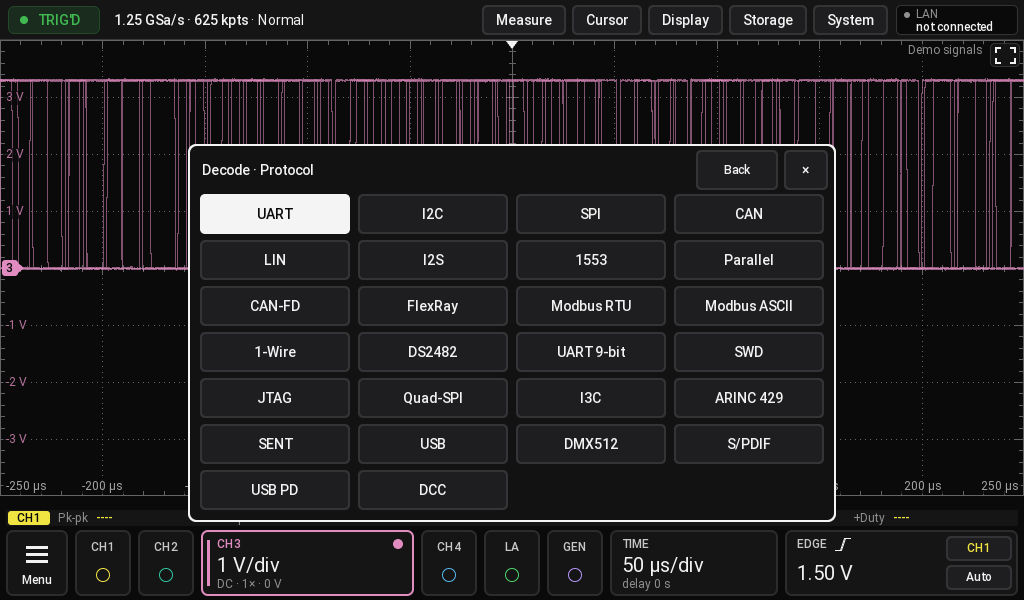 TRIG'D
1.25 GSa/s · 625 kpts · Normal
Measure
Cursor
Display
Storage
System
LAN
not connected
Demo signals
3 V
2 V
1 V
3
-1 V
-2 V
-3 V
Decode · Protocol
Back
×
UART
I2C
SPI
CAN
LIN
I2S
1553
Parallel
CAN-FD
FlexRay
Modbus RTU
Modbus ASCII
1-Wire
DS2482
UART 9-bit
SWD
JTAG
Quad-SPI
I3C
ARINC 429
SENT
USB
DMX512
S/PDIF
USB PD
DCC
-250 µs
-200 µs
200 µs
250 µs
CH1
Pk-pk ----
+Duty ----
Menu
CH1
CH2
CH3
1 V/div
DC · 1× · 0 V
CH4
LA
GEN
TIME
50 µs/div
delay 0 s
EDGE
1.50 V
CH1
Auto